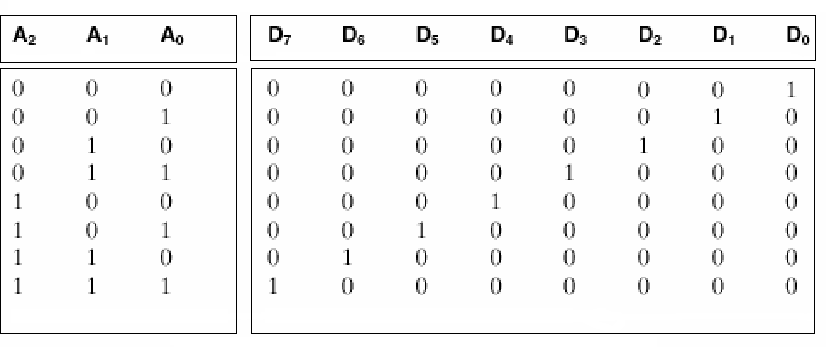 A₂ A₁ A₀ D₇ D₆ D₅ D₄ D₃ D₂ D₁ D₀
0 0 0 0 0 0 0 0 0 0 1
0 0 1 0 0 0 0 0 0 1 0
0 1 0 0 0 0 0 0 1 0 0
0 1 1 0 0 0 0 1 0 0 0
1 0 0 0 0 0 1 0 0 0 0
1 0 1 0 0 1 0 0 0 0 0
1 1 0 0 1 0 0 0 0 0 0
1 1 1 1 0 0 0 0 0 0 0